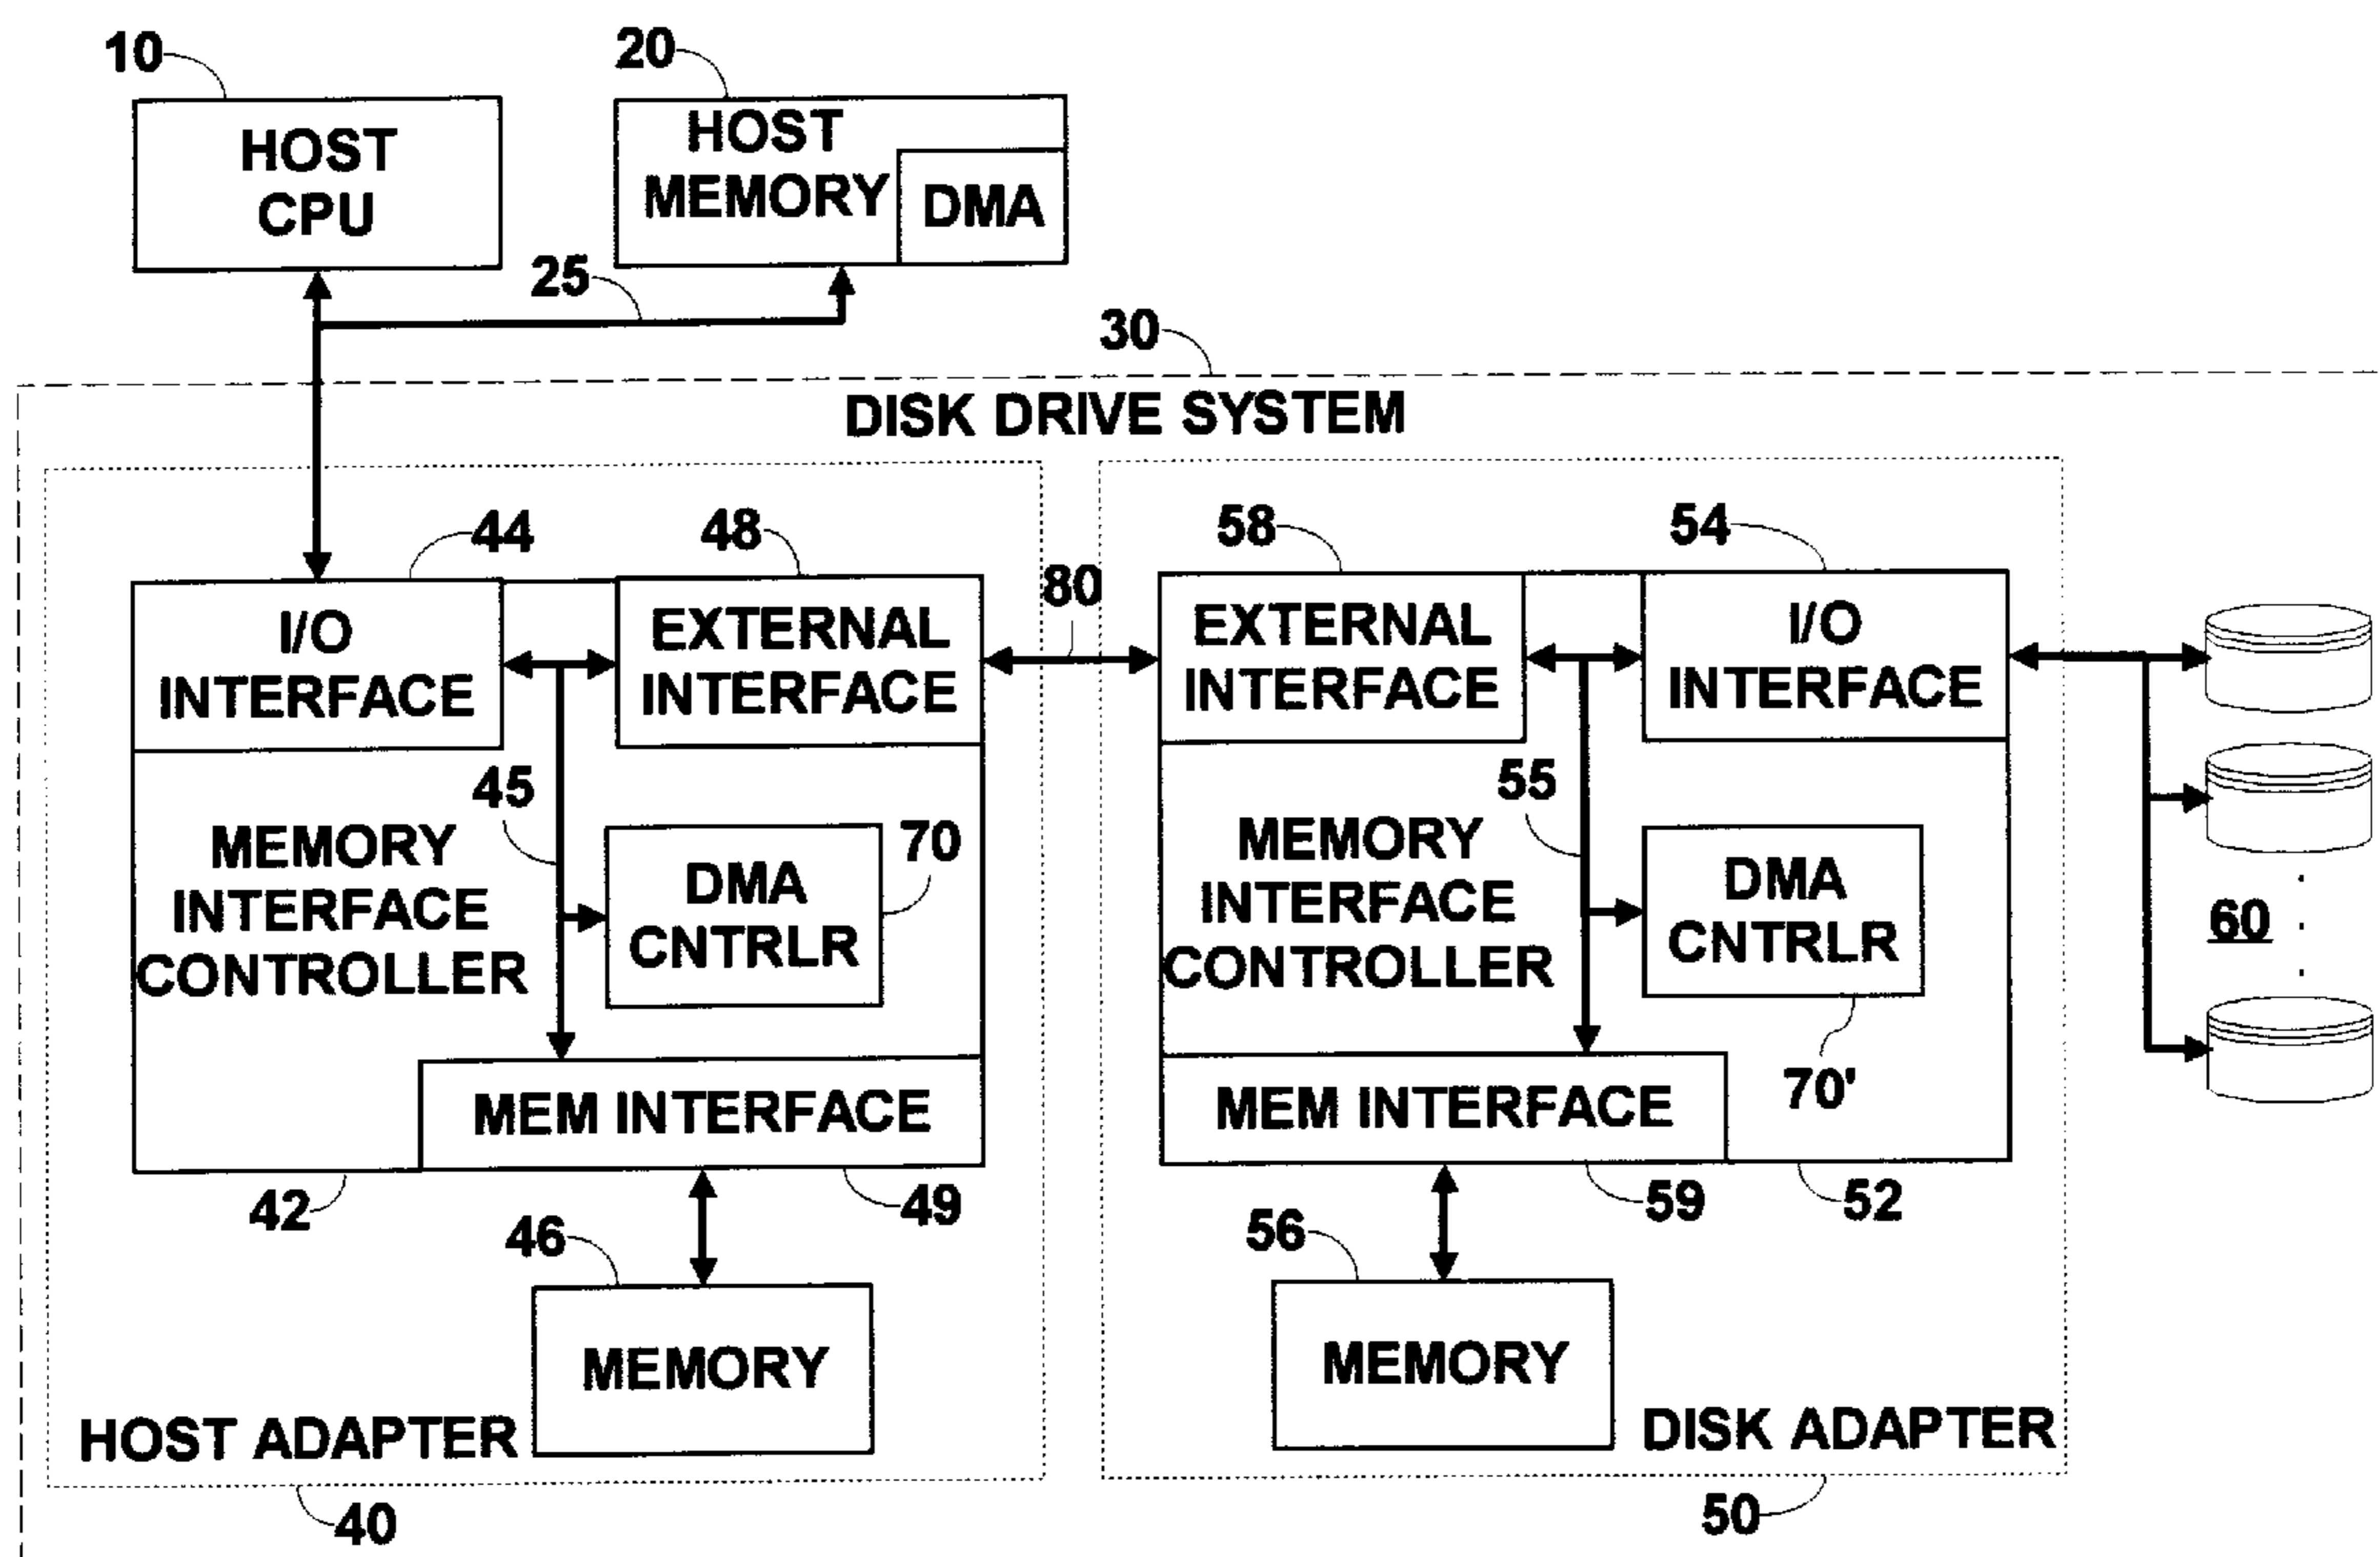 10
20
HOST
CPU
HOST
MEMORY
DMA
25
30
DISK DRIVE SYSTEM
44
48
80
58
54
I/O
INTERFACE
EXTERNAL
INTERFACE
EXTERNAL
INTERFACE
I/O
INTERFACE
45
MEMORY
INTERFACE
CONTROLLER
DMA
CNTRLR
70
55
MEMORY
INTERFACE
CONTROLLER
DMA
CNTRLR
70'
60
MEM INTERFACE
MEM INTERFACE
42
49
59
52
46
MEMORY
56
MEMORY
HOST ADAPTER
DISK ADAPTER
40
50